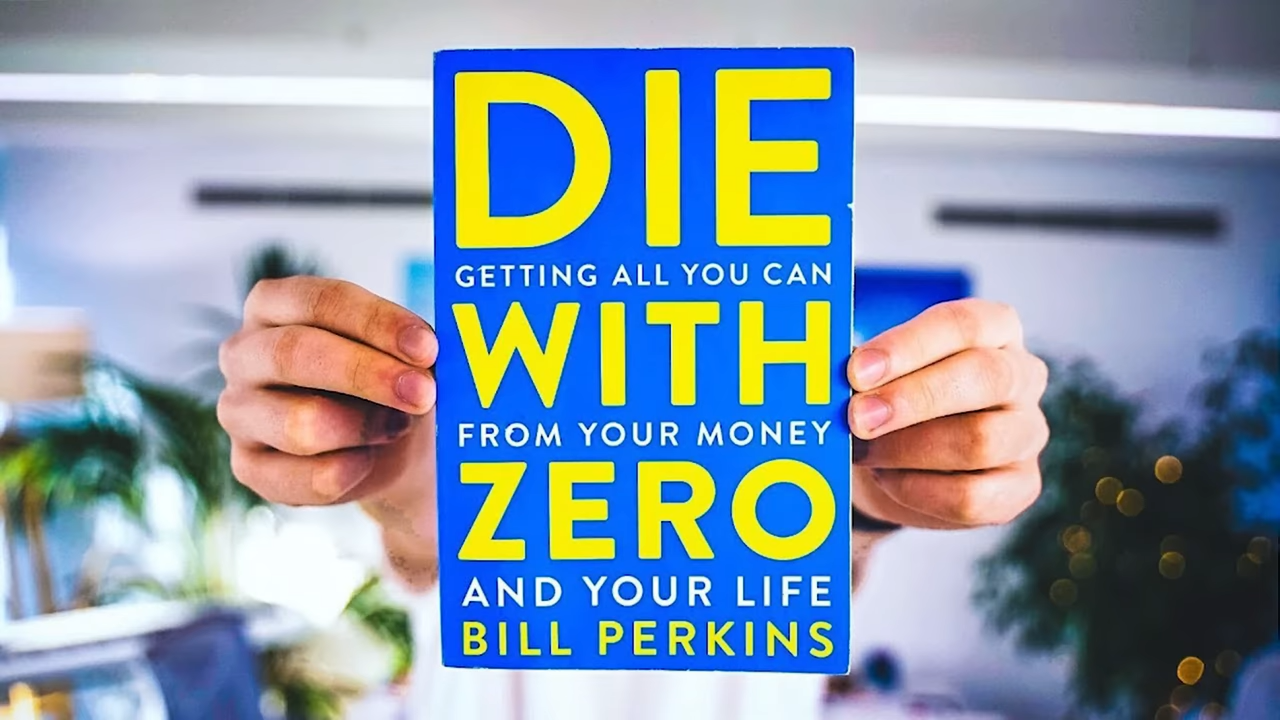 DIE
GETTING ALL YOU CAN
WITH
FROM YOUR MONEY
ZERO
AND YOUR LIFE
BILL PERKINS